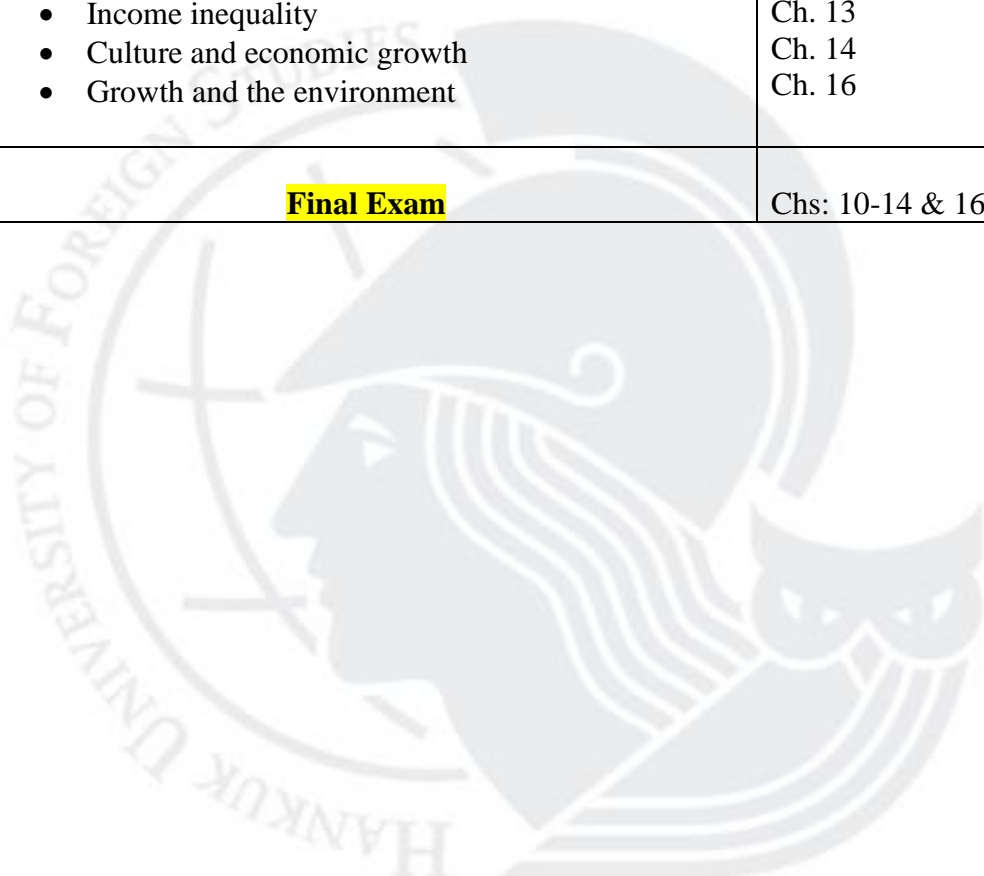 • Income inequality Ch. 13
• Culture and economic growth Ch. 14
• Growth and the environment Ch. 16
Final Exam Chs: 10-14 & 16
HANKUK UNIVERSITY OF FOREIGN STUDIES